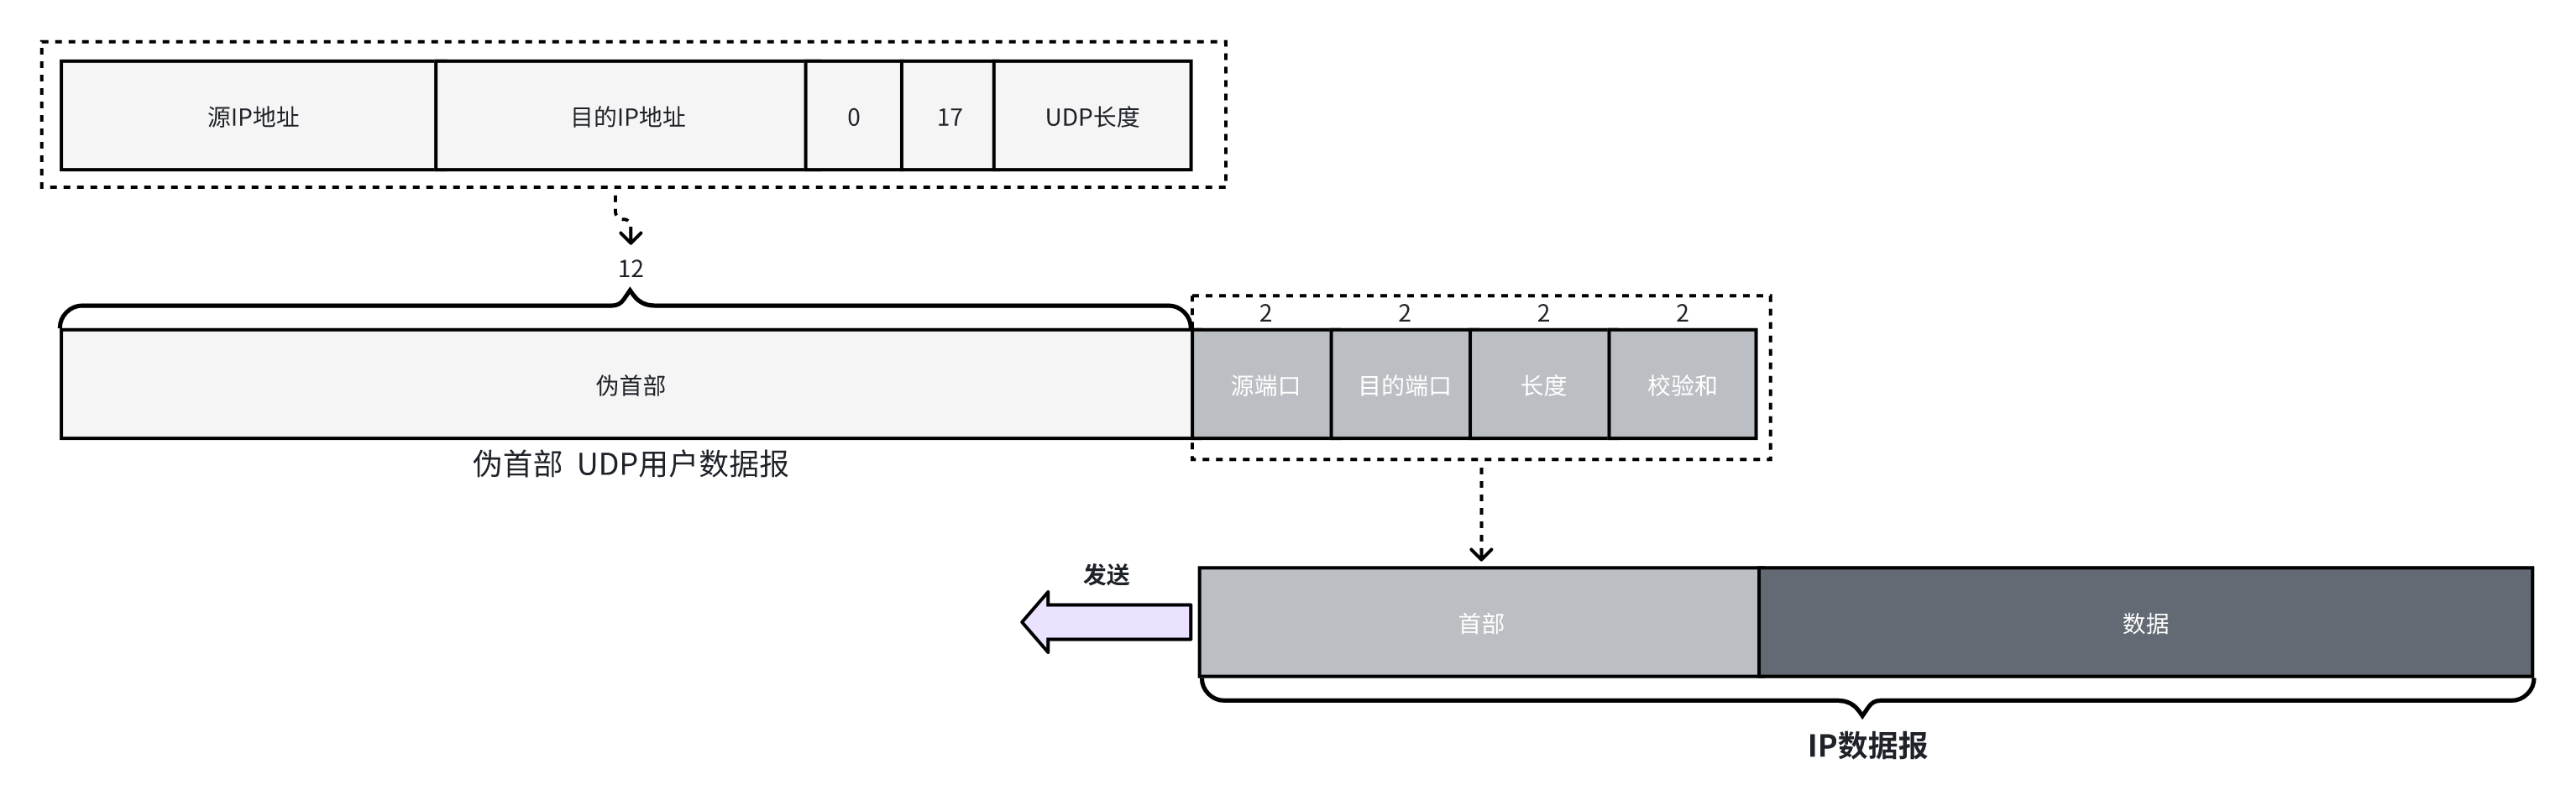 源IP地址 目的IP地址 0 17 UDP长度
12
2 2 2 2
伪首部 源端口 目的端口 长度 校验和
伪首部 UDP用户数据报
发送
首部 数据
IP数据报